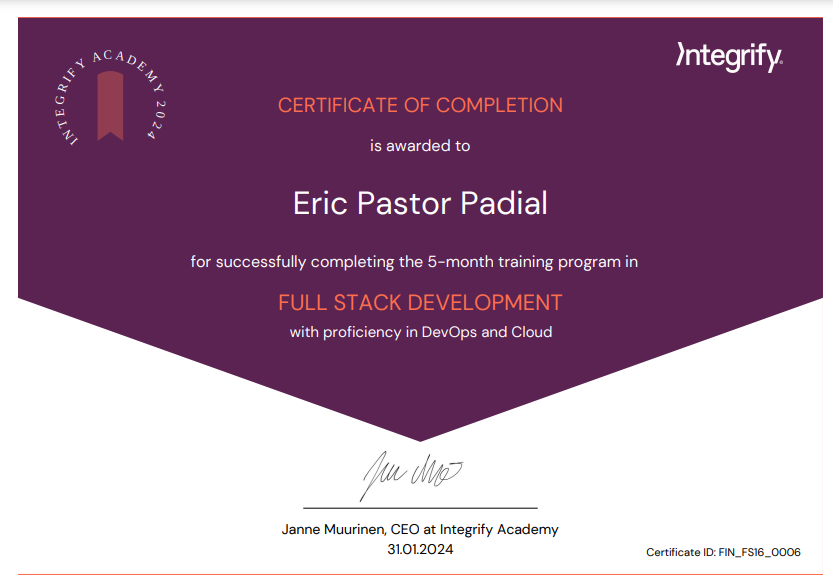 INTEGRIFY ACADEMY 2024
integrify
CERTIFICATE OF COMPLETION
is awarded to
Eric Pastor Padial
for successfully completing the 5-month training program in
FULL STACK DEVELOPMENT
with proficiency in DevOps and Cloud
Janne Muurinen, CEO at Integrify Academy
31.01.2024
Certificate ID: FIN_FS16_0006